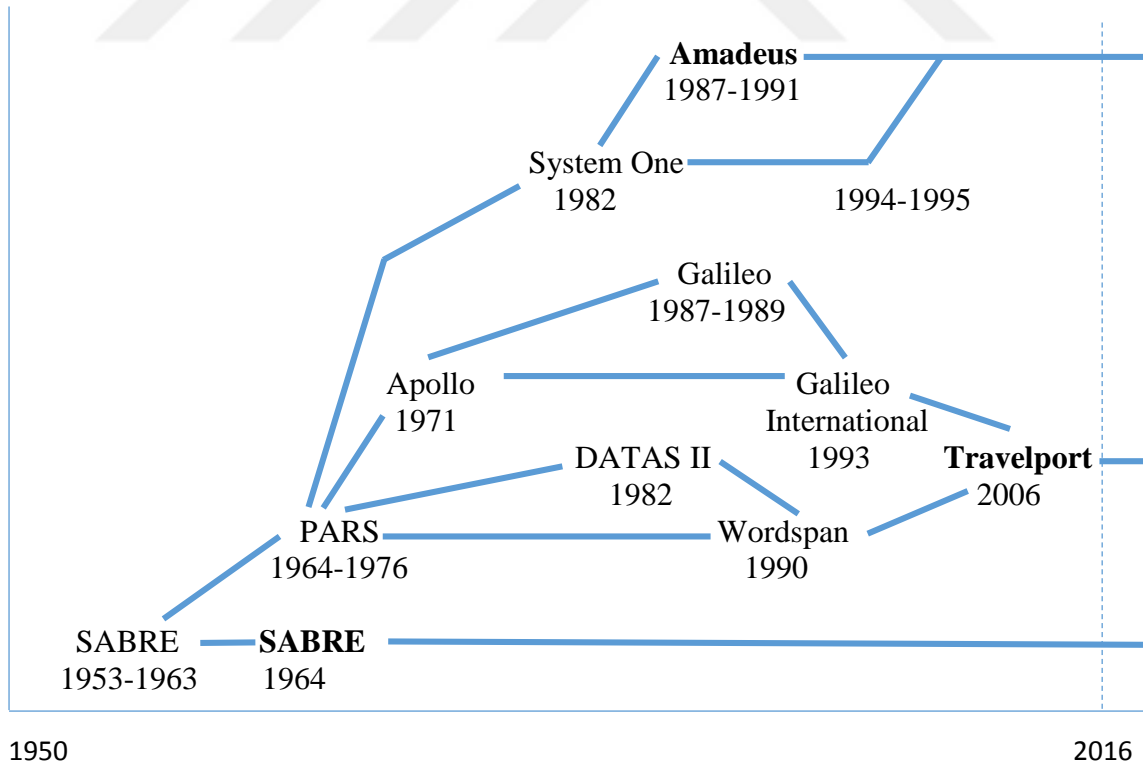 Amadeus
1987-1991
System One
1982
1994-1995
Galileo
1987-1989
Apollo
1971
Galileo
International
1993
DATAS II
1982
Travelport
2006
PARS
1964-1976
Wordspan
1990
SABRE
1953-1963
SABRE
1964
1950
2016